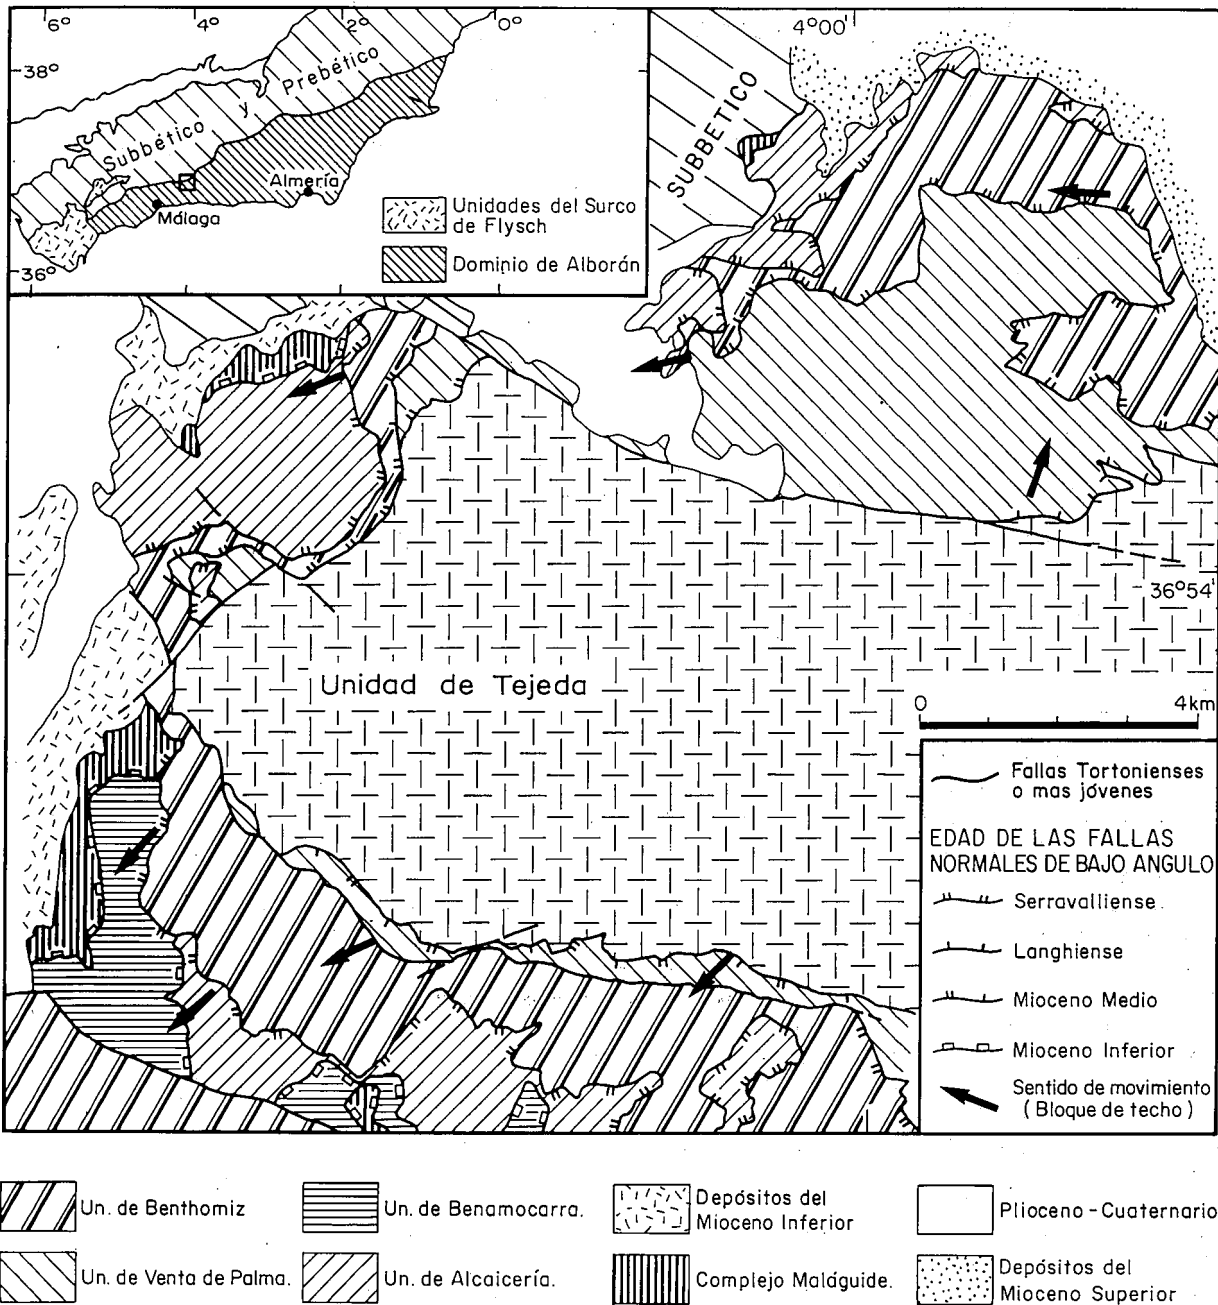 6°
4°
2°
0°
4°00'
38°
36°
Prebético
y
Subbético
Almería
Málaga
Unidades del Surco
de Flysch
Dominio de Alborán
SUBBETICO
36°54'
Unidad de Tejeda
0
4km
Fallas Tortonienses
o mas jóvenes
EDAD DE LAS FALLAS
NORMALES DE BAJO ANGULO
Serravalliense
Langhiense
Mioceno Medio
Mioceno Inferior
Sentido de movimiento
( Bloque de techo )
Un. de Benthomiz
Un. de Benamocarra.
Depósitos del
Mioceno Inferior
Plioceno - Cuaternario
Un. de Venta de Palma.
Un. de Alcaicería.
Complejo Maláguide.
Depósitos del
Mioceno Superior